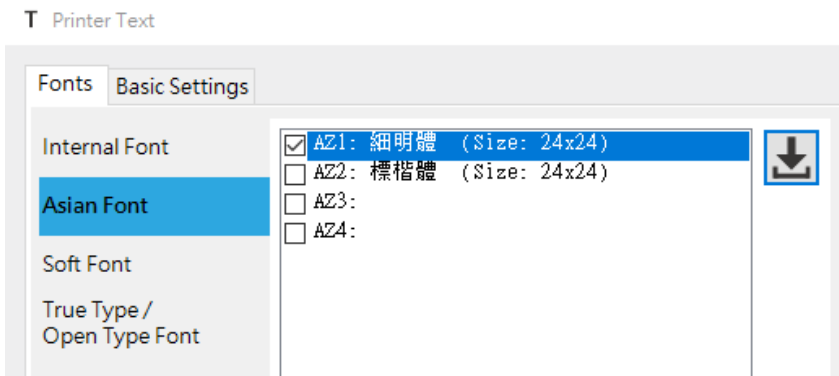 T Printer Text
Fonts Basic Settings
Internal Font
Asian Font
Soft Font
True Type /
Open Type Font
AZ1: 細明體 (Size: 24x24)
AZ2: 標楷體 (Size: 24x24)
AZ3:
AZ4: